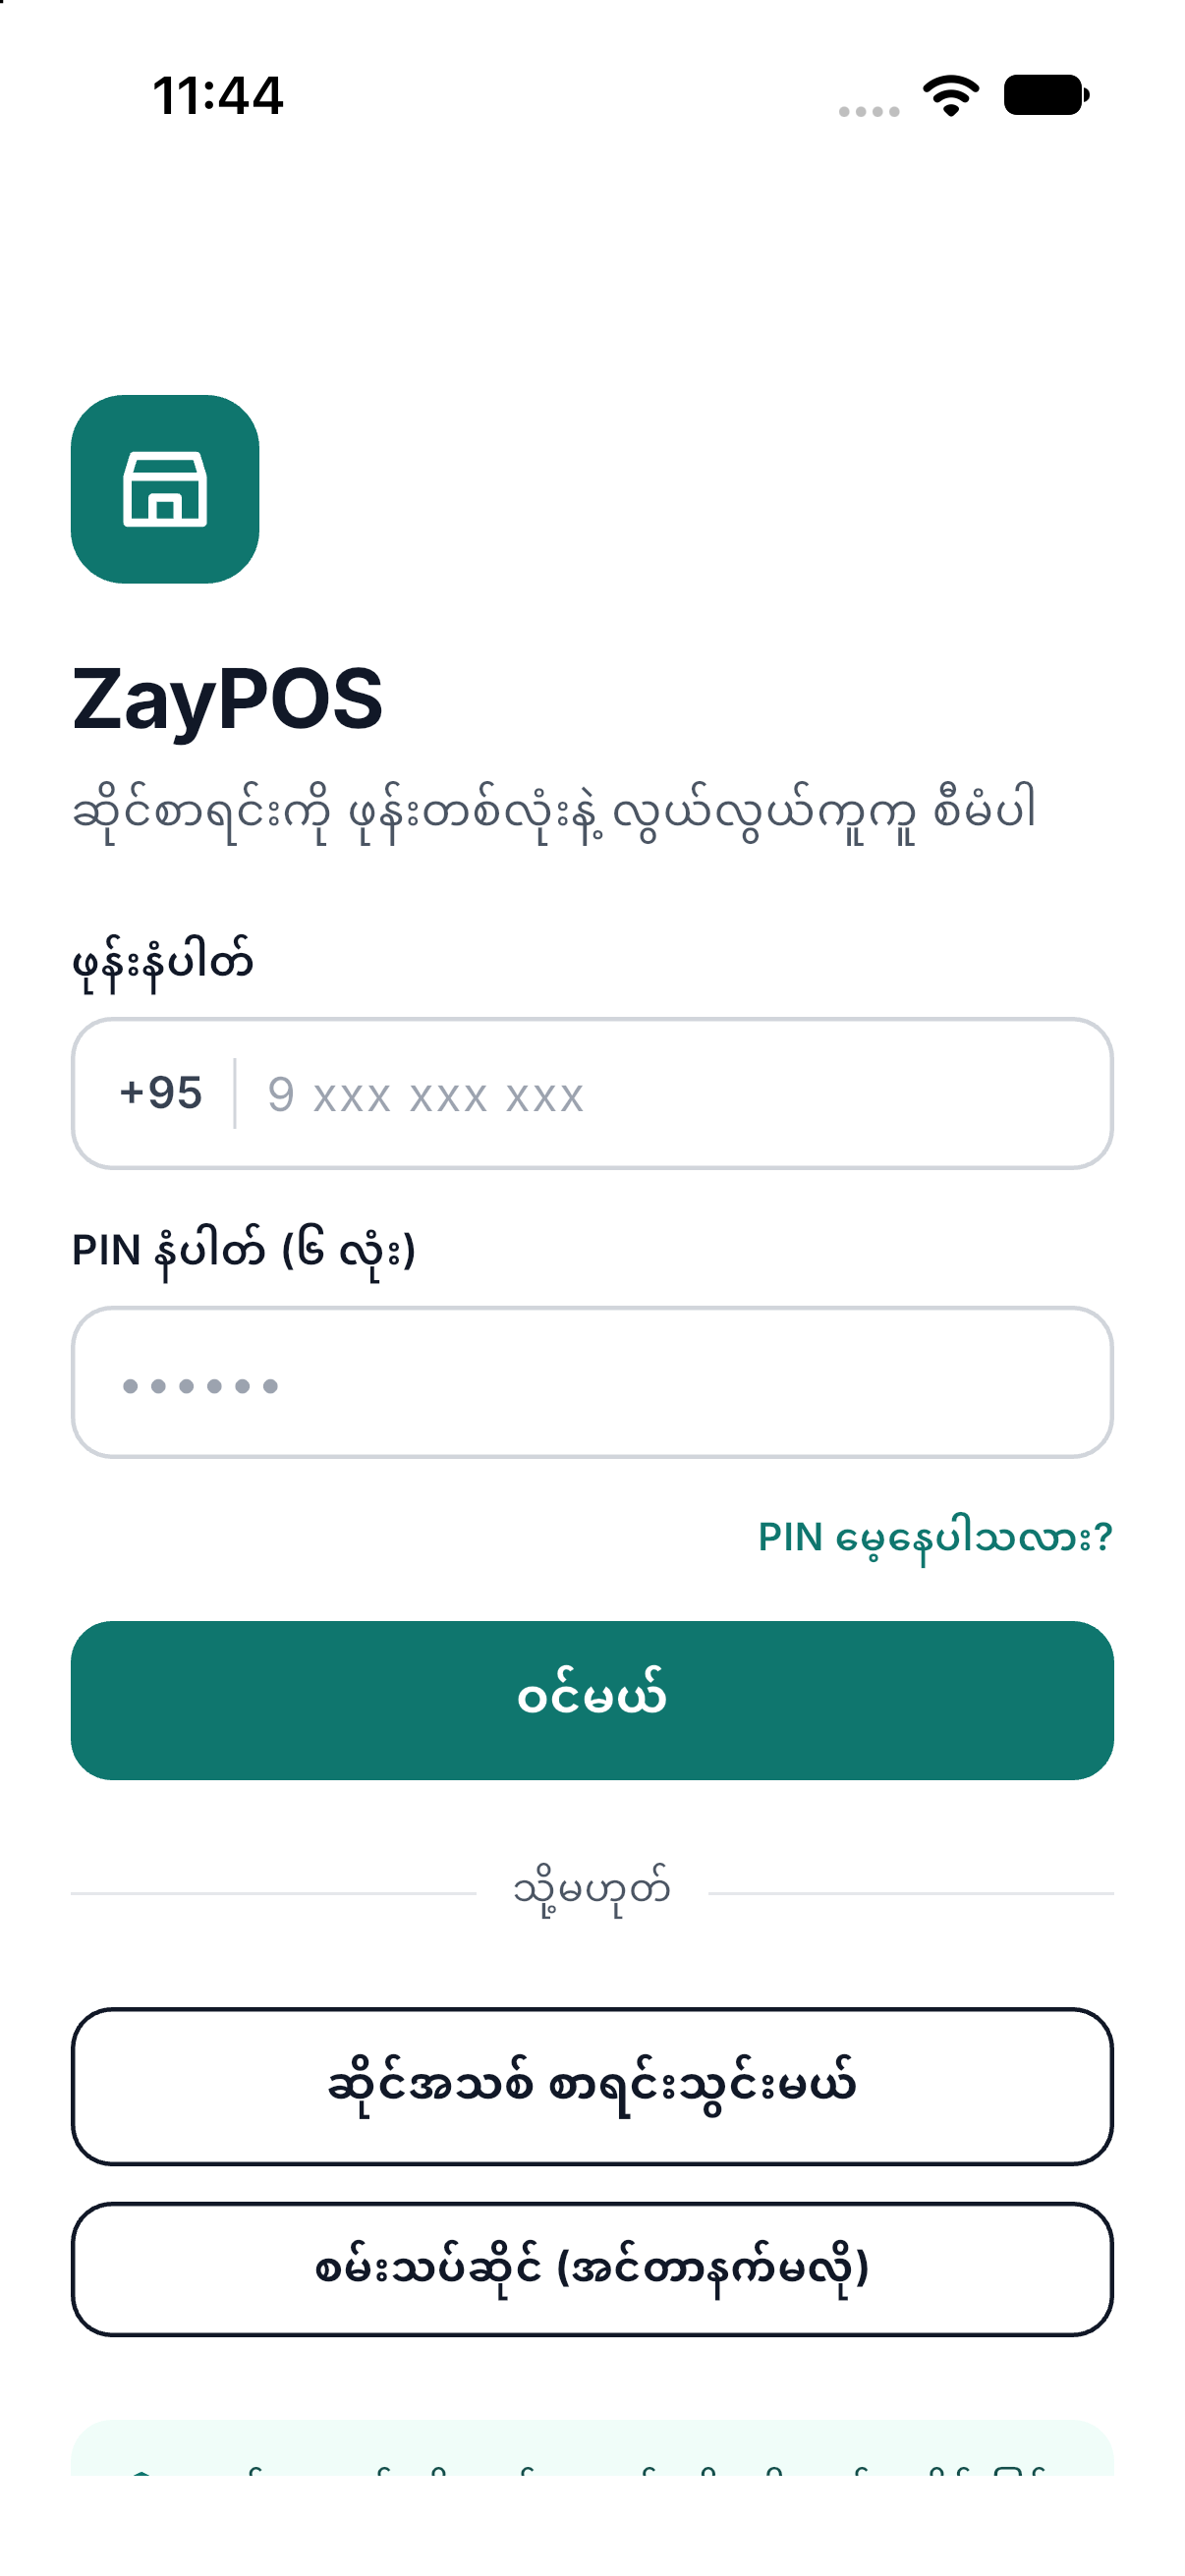 11:44
ZayPOS
ဆိုင်စာရင်းကို ဖုန်းတစ်လုံးနဲ့ လွယ်လွယ်ကူကူ စီမံပါ
ဖုန်းနံပါတ်
+95 9 xxx xxx xxx
PIN နံပါတ် (၆ လုံး)
PIN မေ့နေပါသလား?
ဝင်မယ်
သို့မဟုတ်
ဆိုင်အသစ် စာရင်းသွင်းမယ်
စမ်းသပ်ဆိုင် (အင်တာနက်မလို)